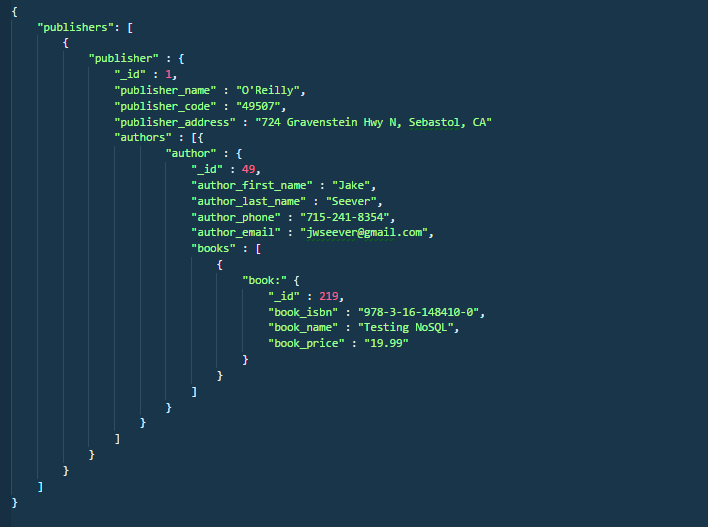 {
"publishers": [
{
"publisher" : {
"_id" : 1,
"publisher_name" : "O'Reilly",
"publisher_code" : "49507",
"publisher_address" : "724 Gravenstein Hwy N, Sebastol, CA"
"authors" : [{
"author" : {
"_id" : 49,
"author_first_name" : "Jake",
"author_last_name" : "Seever",
"author_phone" : "715-241-8354",
"author_email" : "jwseever@gmail.com",
"books" : [
{
"book:" {
"_id" : 219,
"book_isbn" : "978-3-16-148410-0",
"book_name" : "Testing NoSQL",
"book_price" : "19.99"
}
}
]
}
}
]
}
}
]
}